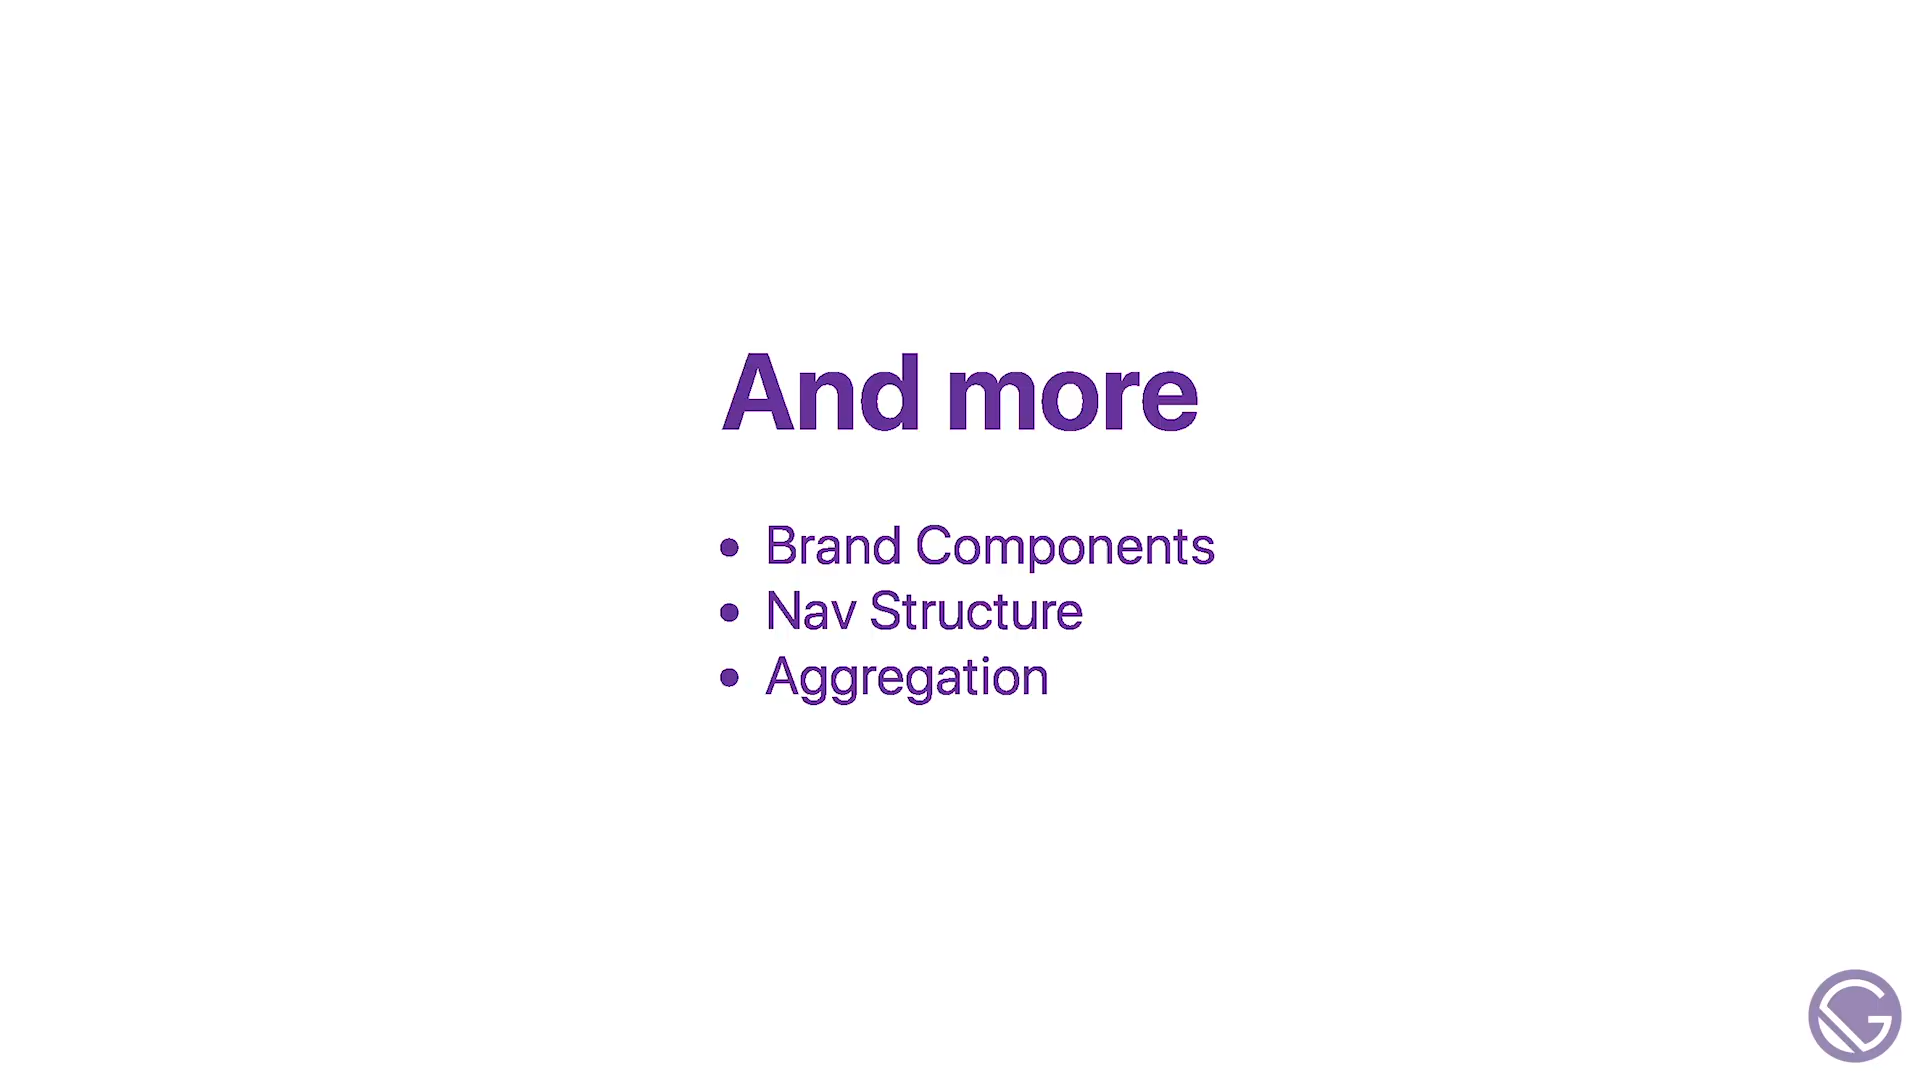 And more
• Brand Components
• Nav Structure
• Aggregation